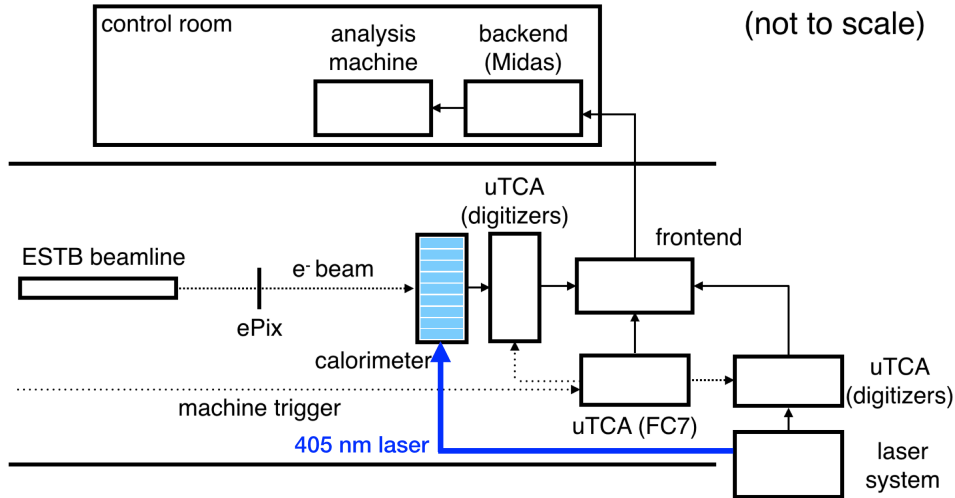 (not to scale)
control room
analysis
machine
backend
(Midas)
uTCA
(digitizers)
frontend
ESTB beamline
e- beam
ePix
calorimeter
machine trigger
uTCA (FC7)
uTCA
(digitizers)
405 nm laser
laser
system